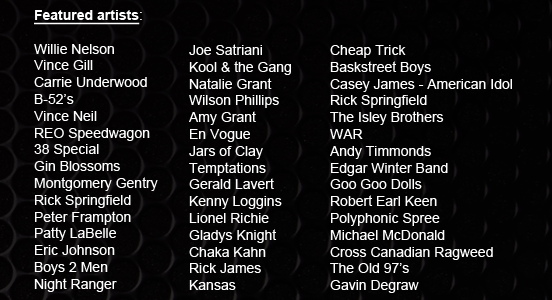 Featured artists:
Willie Nelson
Vince Gill
Carrie Underwood
B-52's
Vince Neil
REO Speedwagon
38 Special
Gin Blossoms
Montgomery Gentry
Rick Springfield
Peter Frampton
Patty LaBelle
Eric Johnson
Boys 2 Men
Night Ranger
Joe Satriani
Kool & the Gang
Natalie Grant
Wilson Phillips
Amy Grant
En Vogue
Jars of Clay
Temptations
Gerald Lavert
Kenny Loggins
Lionel Richie
Gladys Knight
Chaka Kahn
Rick James
Kansas
Cheap Trick
Baskstreet Boys
Casey James - American Idol
Rick Springfield
The Isley Brothers
WAR
Andy Timmonds
Edgar Winter Band
Goo Goo Dolls
Robert Earl Keen
Polyphonic Spree
Michael McDonald
Cross Canadian Ragweed
The Old 97's
Gavin Degraw